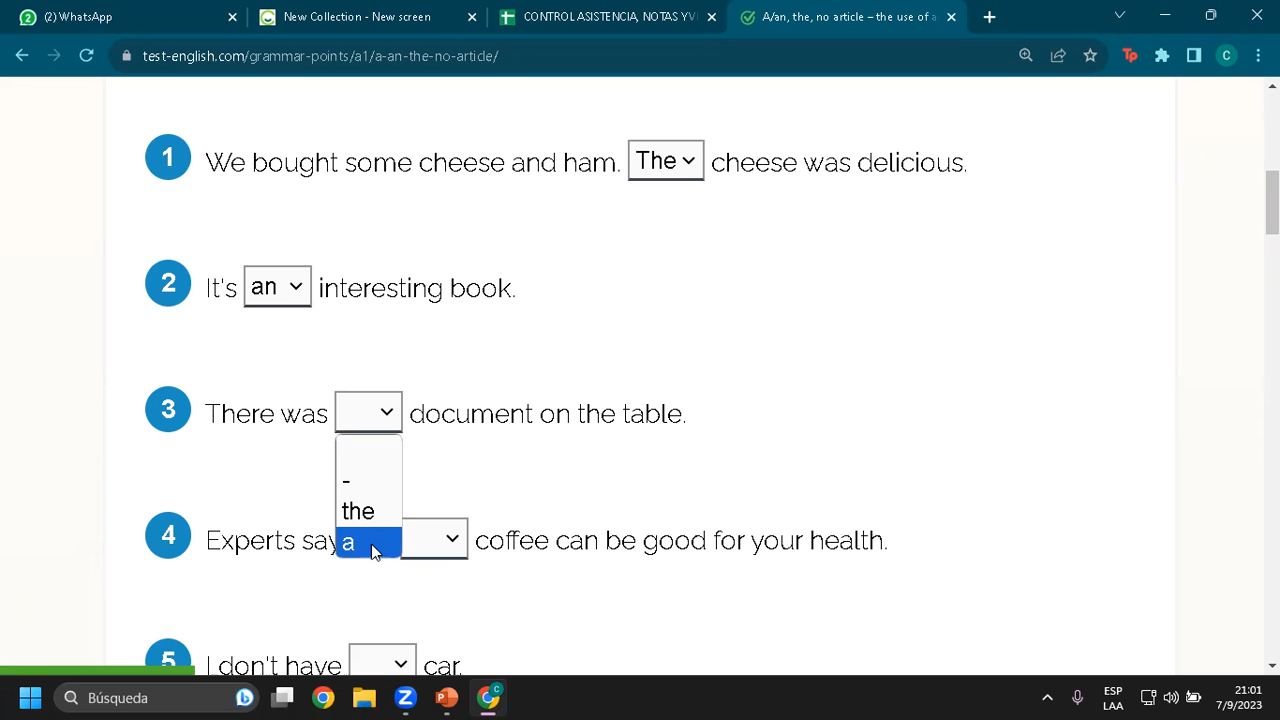 (2) WhatsApp
New Collection - New screen
CONTROL ASISTENCIA, NOTAS YVI
A/an, the, no article – the use of a
test-english.com/grammar-points/a1/a-an-the-no-article/
Tp
C
1 We bought some cheese and ham. The cheese was delicious.
2 It's an interesting book.
3 There was document on the table.
-
the
a
4 Experts say coffee can be good for your health.
5 I don't have car.
Búsqueda
ESP
LAA
21:01
7/9/2023